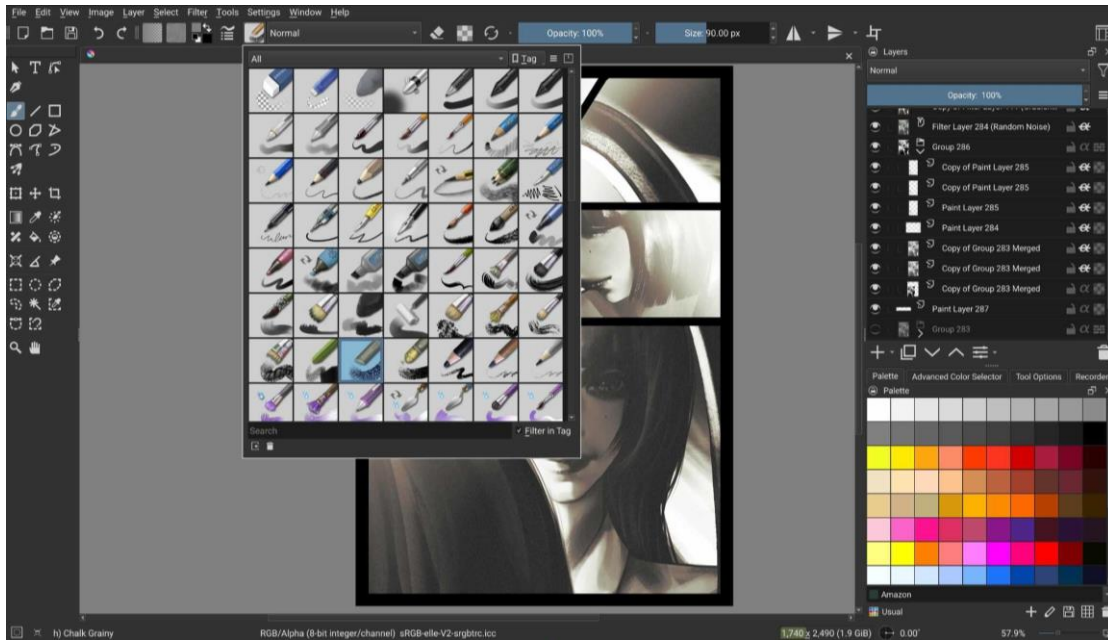 File Edit View Image Layer Select Filter Tools Settings Window Help
Normal
Opacity: 100%
Size: 90.00 px
All
Tag
Search
Filter in Tag
Layers
Normal
Opacity: 100%
Filter Layer 284 (Random Noise)
Group 286
Copy of Paint Layer 285
Copy of Paint Layer 285
Paint Layer 285
Paint Layer 284
Copy of Group 283 Merged
Copy of Group 283 Merged
Copy of Group 283 Merged
Paint Layer 287
Group 283
Palette Advanced Color Selector Tool Options Recorder
Palette
Amazon
Usual
h) Chalk Grainy
RGB/Alpha (8-bit integer/channel) sRGB-elle-V2-srgbtrc.icc
1,740 x 2,490 (1.9 GiB)
0.00°
57.9%